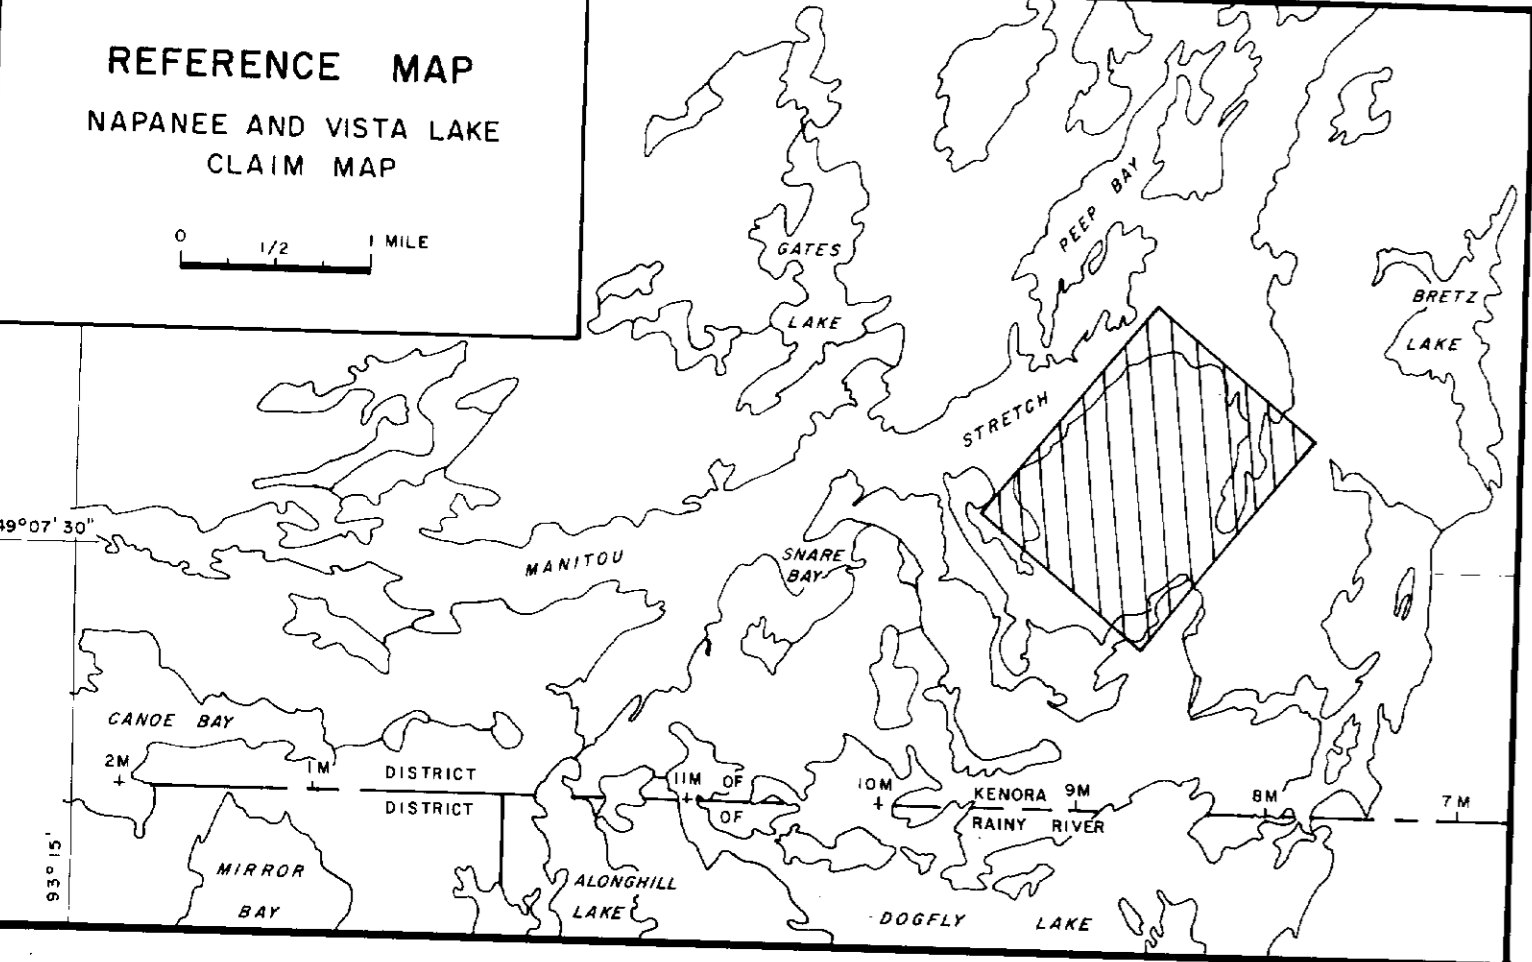 REFERENCE MAP
NAPANEE AND VISTA LAKE
CLAIM MAP
0 1/2 1 MILE
PEEP BAY
GATES
LAKE
BRETZ
LAKE
STRETCH
49°07'30"
MANITOU
SNARE
BAY
CANOE BAY
2M
1M
DISTRICT
DISTRICT
11M
OF
OF
10M
KENORA
9M
RAINY RIVER
8M
7M
93°15'
MIRROR
BAY
ALONGHILL
LAKE
DOGFLY LAKE